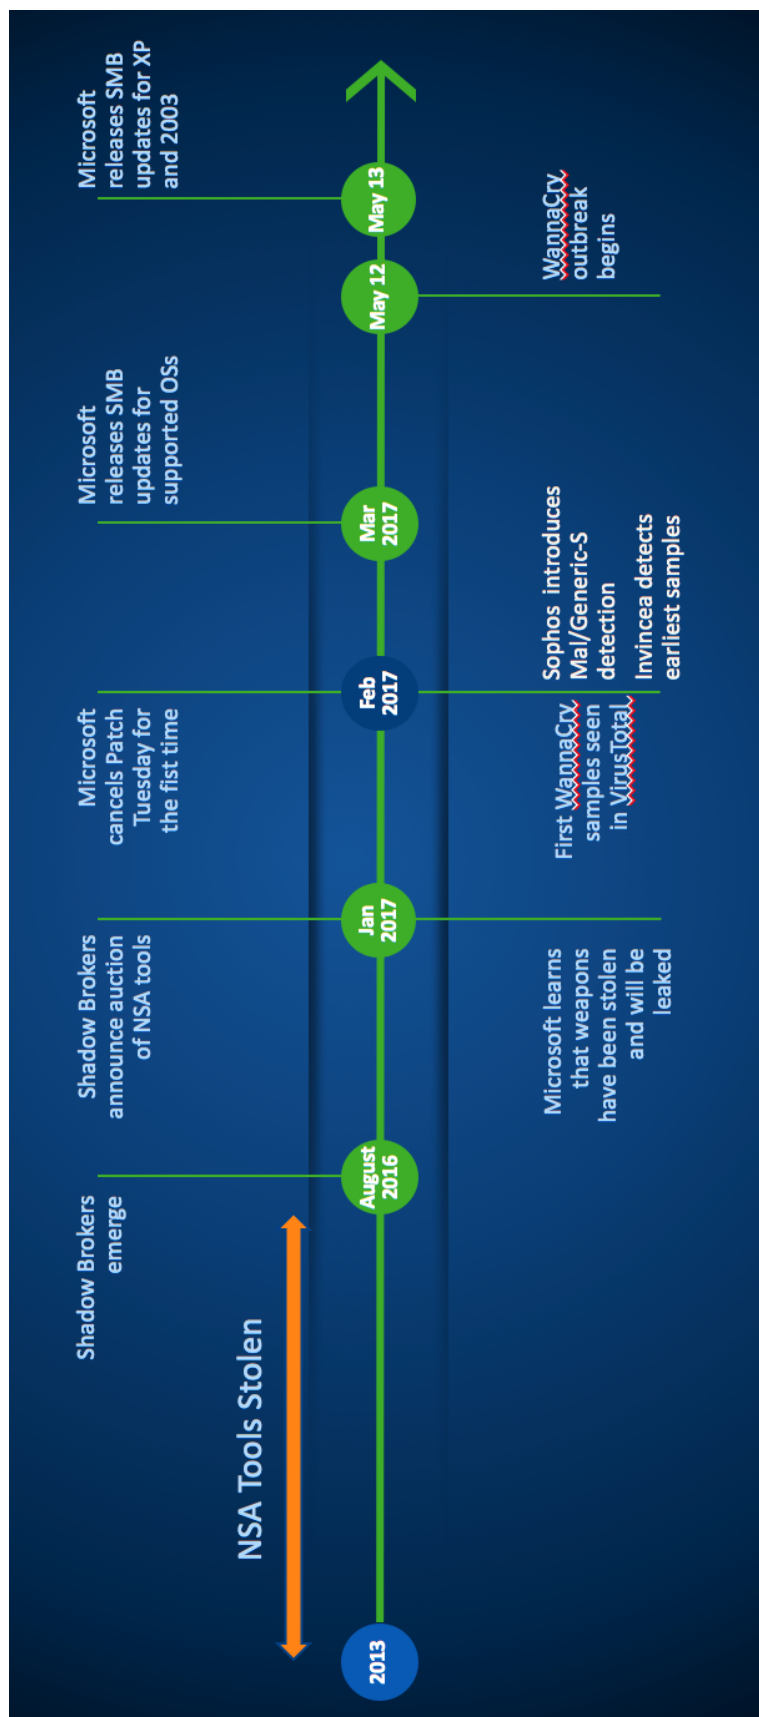 NSA Tools Stolen
2013
August
2016
Jan
2017
Feb
2017
Mar
2017
May 12
May 13
Shadow Brokers
emerge
Shadow Brokers
announce auction
of NSA tools
Microsoft
cancels Patch
Tuesday for
the fist time
Microsoft
releases SMB
updates for
supported OSs
Microsoft
releases SMB
updates for XP
and 2003
Microsoft learns
that weapons
have been stolen
and will be
leaked
First WannaCry
samples seen
in VirusTotal
Sophos introduces
Mal/Generic-S
detection
Invincea detects
earliest samples
WannaCry
outbreak
begins